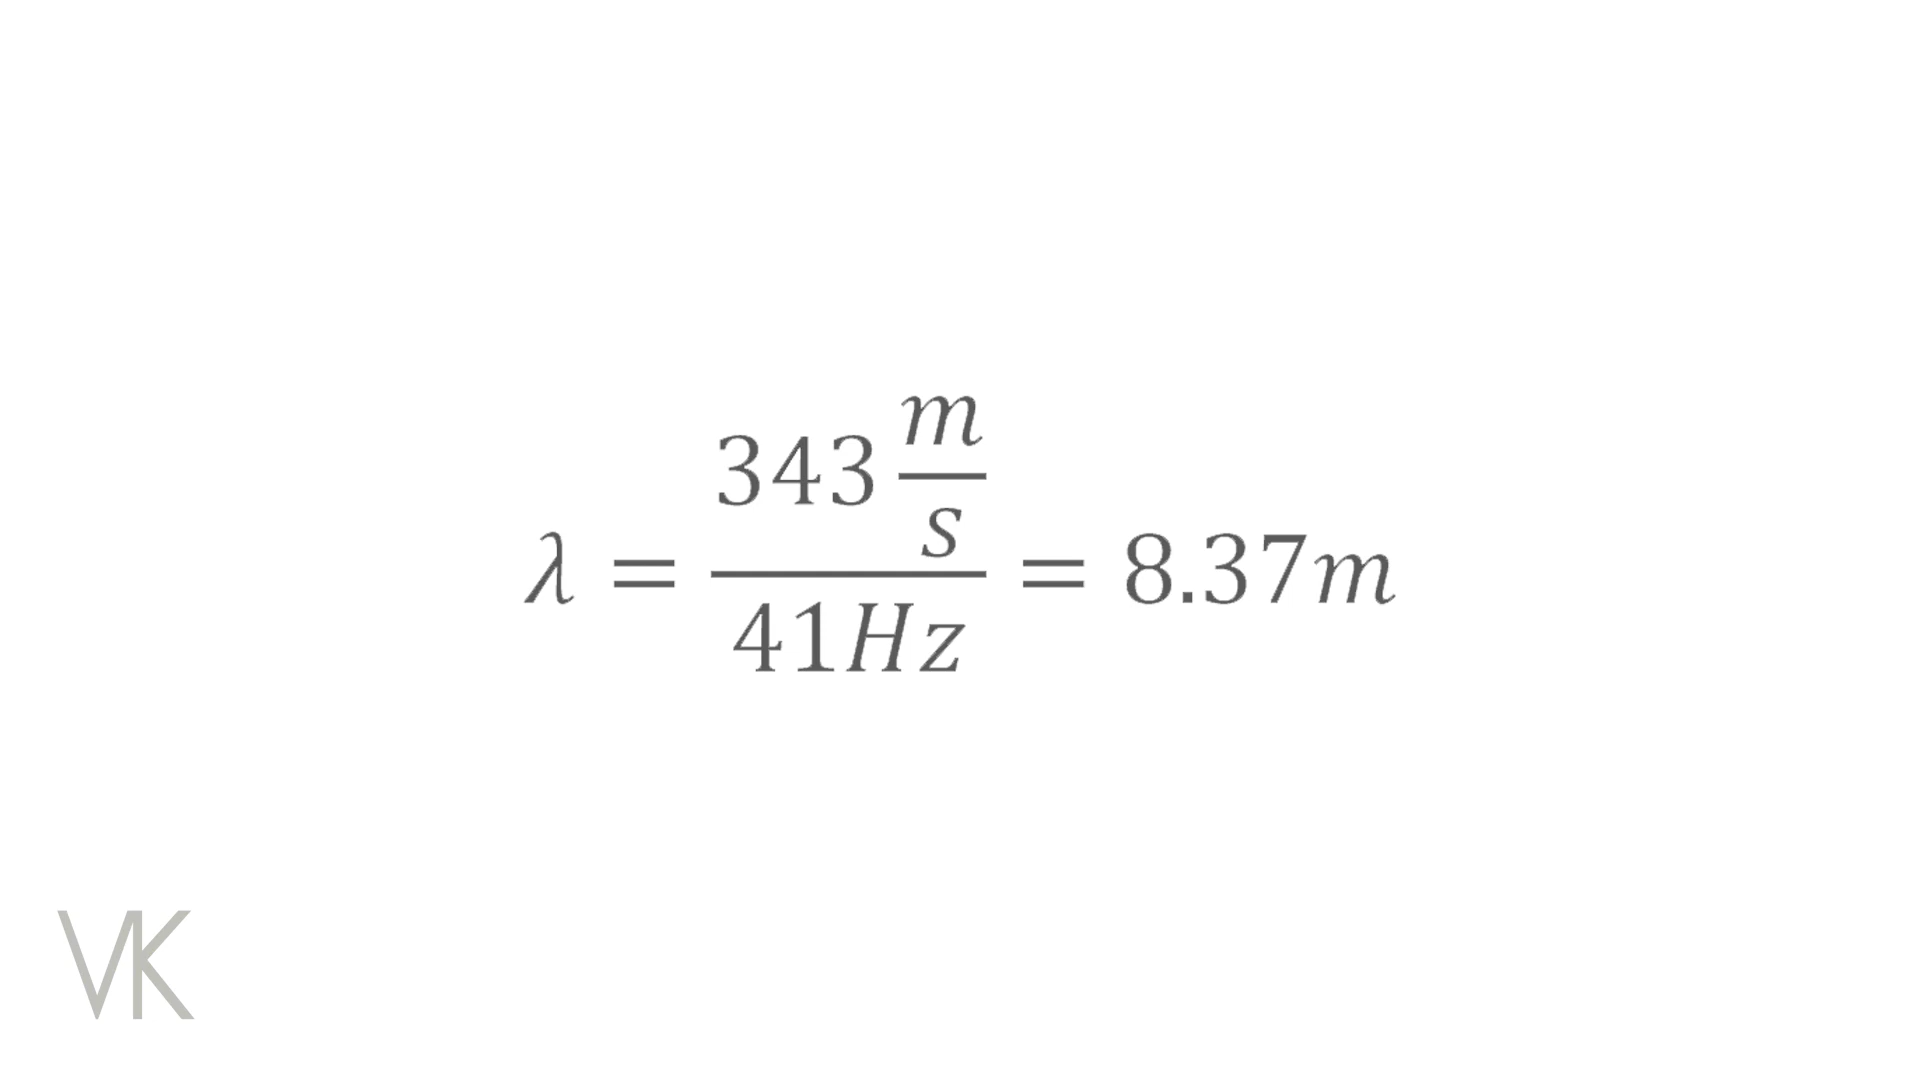 λ = 343 m/s / 41Hz = 8.37m
VK